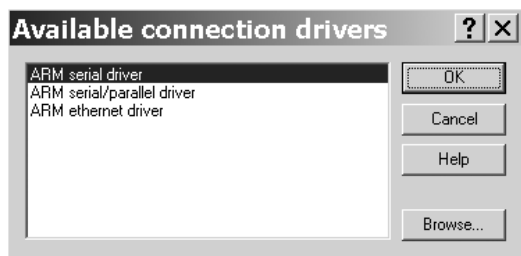 Available connection drivers
ARM serial driver
ARM serial/parallel driver
ARM ethernet driver
OK
Cancel
Help
Browse...